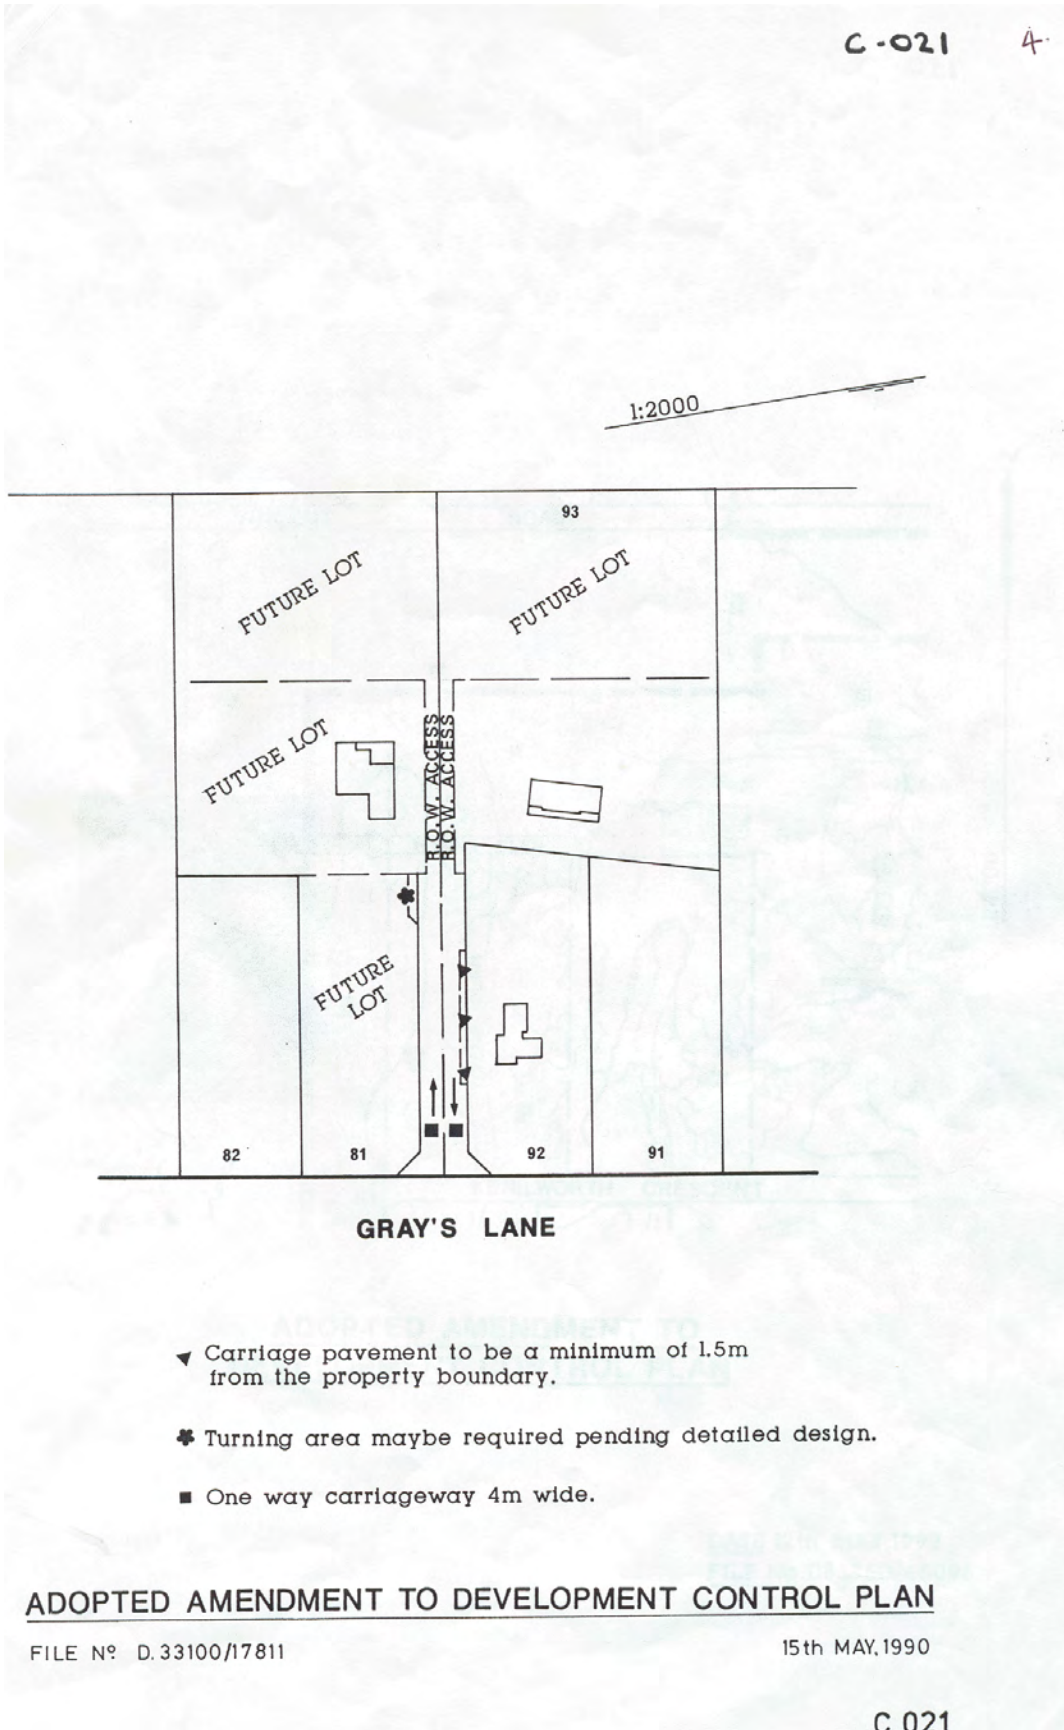 C-021 4.
1:2000
93
FUTURE LOT
FUTURE LOT
FUTURE LOT
R.O.W. ACCESS
R.O.W. ACCESS
FUTURE
LOT
82 81 92 91
GRAY'S LANE
Carriage pavement to be a minimum of 1.5m
from the property boundary.
Turning area maybe required pending detailed design.
One way carriageway 4m wide.
ADOPTED AMENDMENT TO DEVELOPMENT CONTROL PLAN
FILE Nº D.33100/17811 15th MAY,1990
C 021